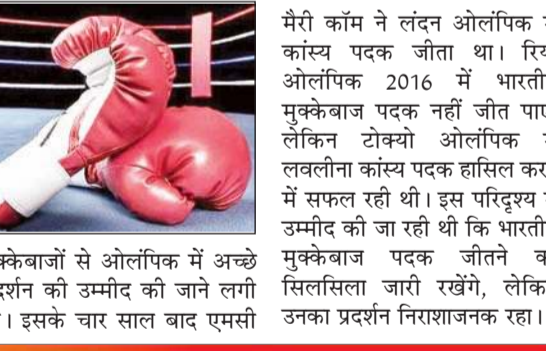 क्केबाजों से ओलंपिक में अच्छे
दर्शन की उम्मीद की जाने लगी
। इसके चार साल बाद एमसी
मैरी कॉम ने लंदन ओलंपिक
कांस्य पदक जीता था। रिय
ओलंपिक 2016 में भारती
मुक्केबाज पदक नहीं जीत पाए
लेकिन टोक्यो ओलंपिक
लवलीना कांस्य पदक हासिल कर
में सफल रही थी। इस परिदृश्य
उम्मीद की जा रही थी कि भारती
मुक्केबाज पदक जीतने क
सिलसिला जारी रखेंगे, लेकि
उनका प्रदर्शन निराशाजनक रहा।